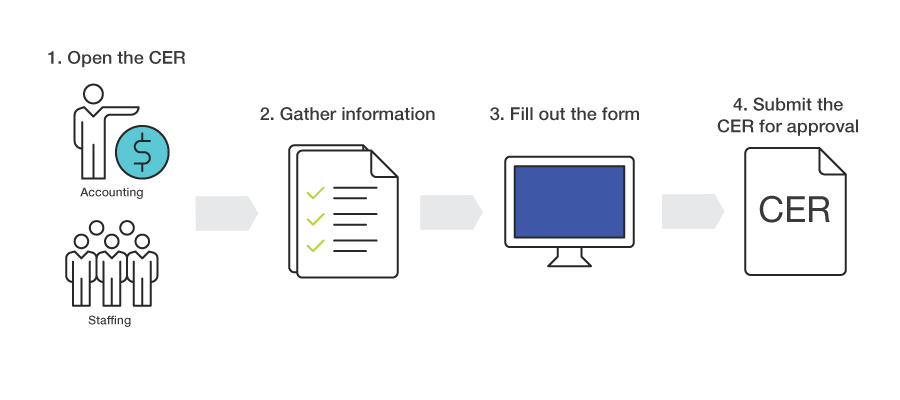 1. Open the CER
Accounting
Staffing
2. Gather information
3. Fill out the form
4. Submit the
CER for approval
CER